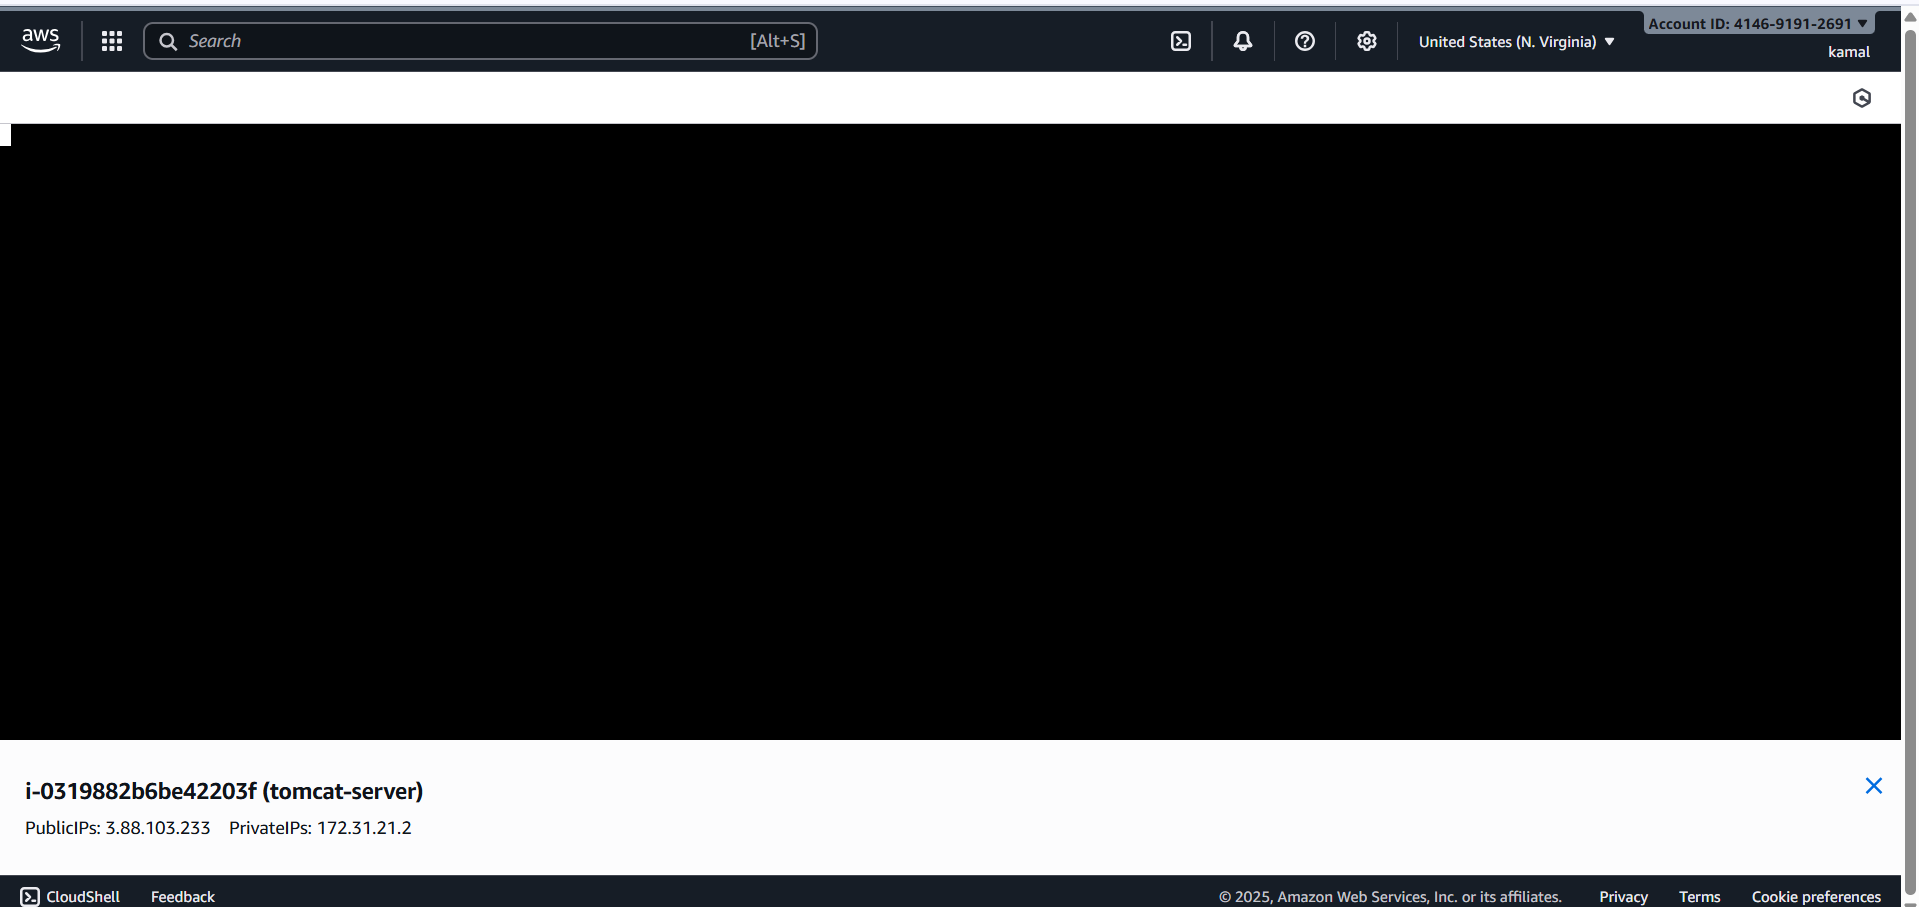 aws
Search [Alt+S]
United States (N. Virginia) ▼
Account ID: 4146-9191-2691 ▼
kamal
i-0319882b6be42203f (tomcat-server)
PublicIPs: 3.88.103.233 PrivateIPs: 172.31.21.2
CloudShell Feedback © 2025, Amazon Web Services, Inc. or its affiliates. Privacy Terms Cookie preferences